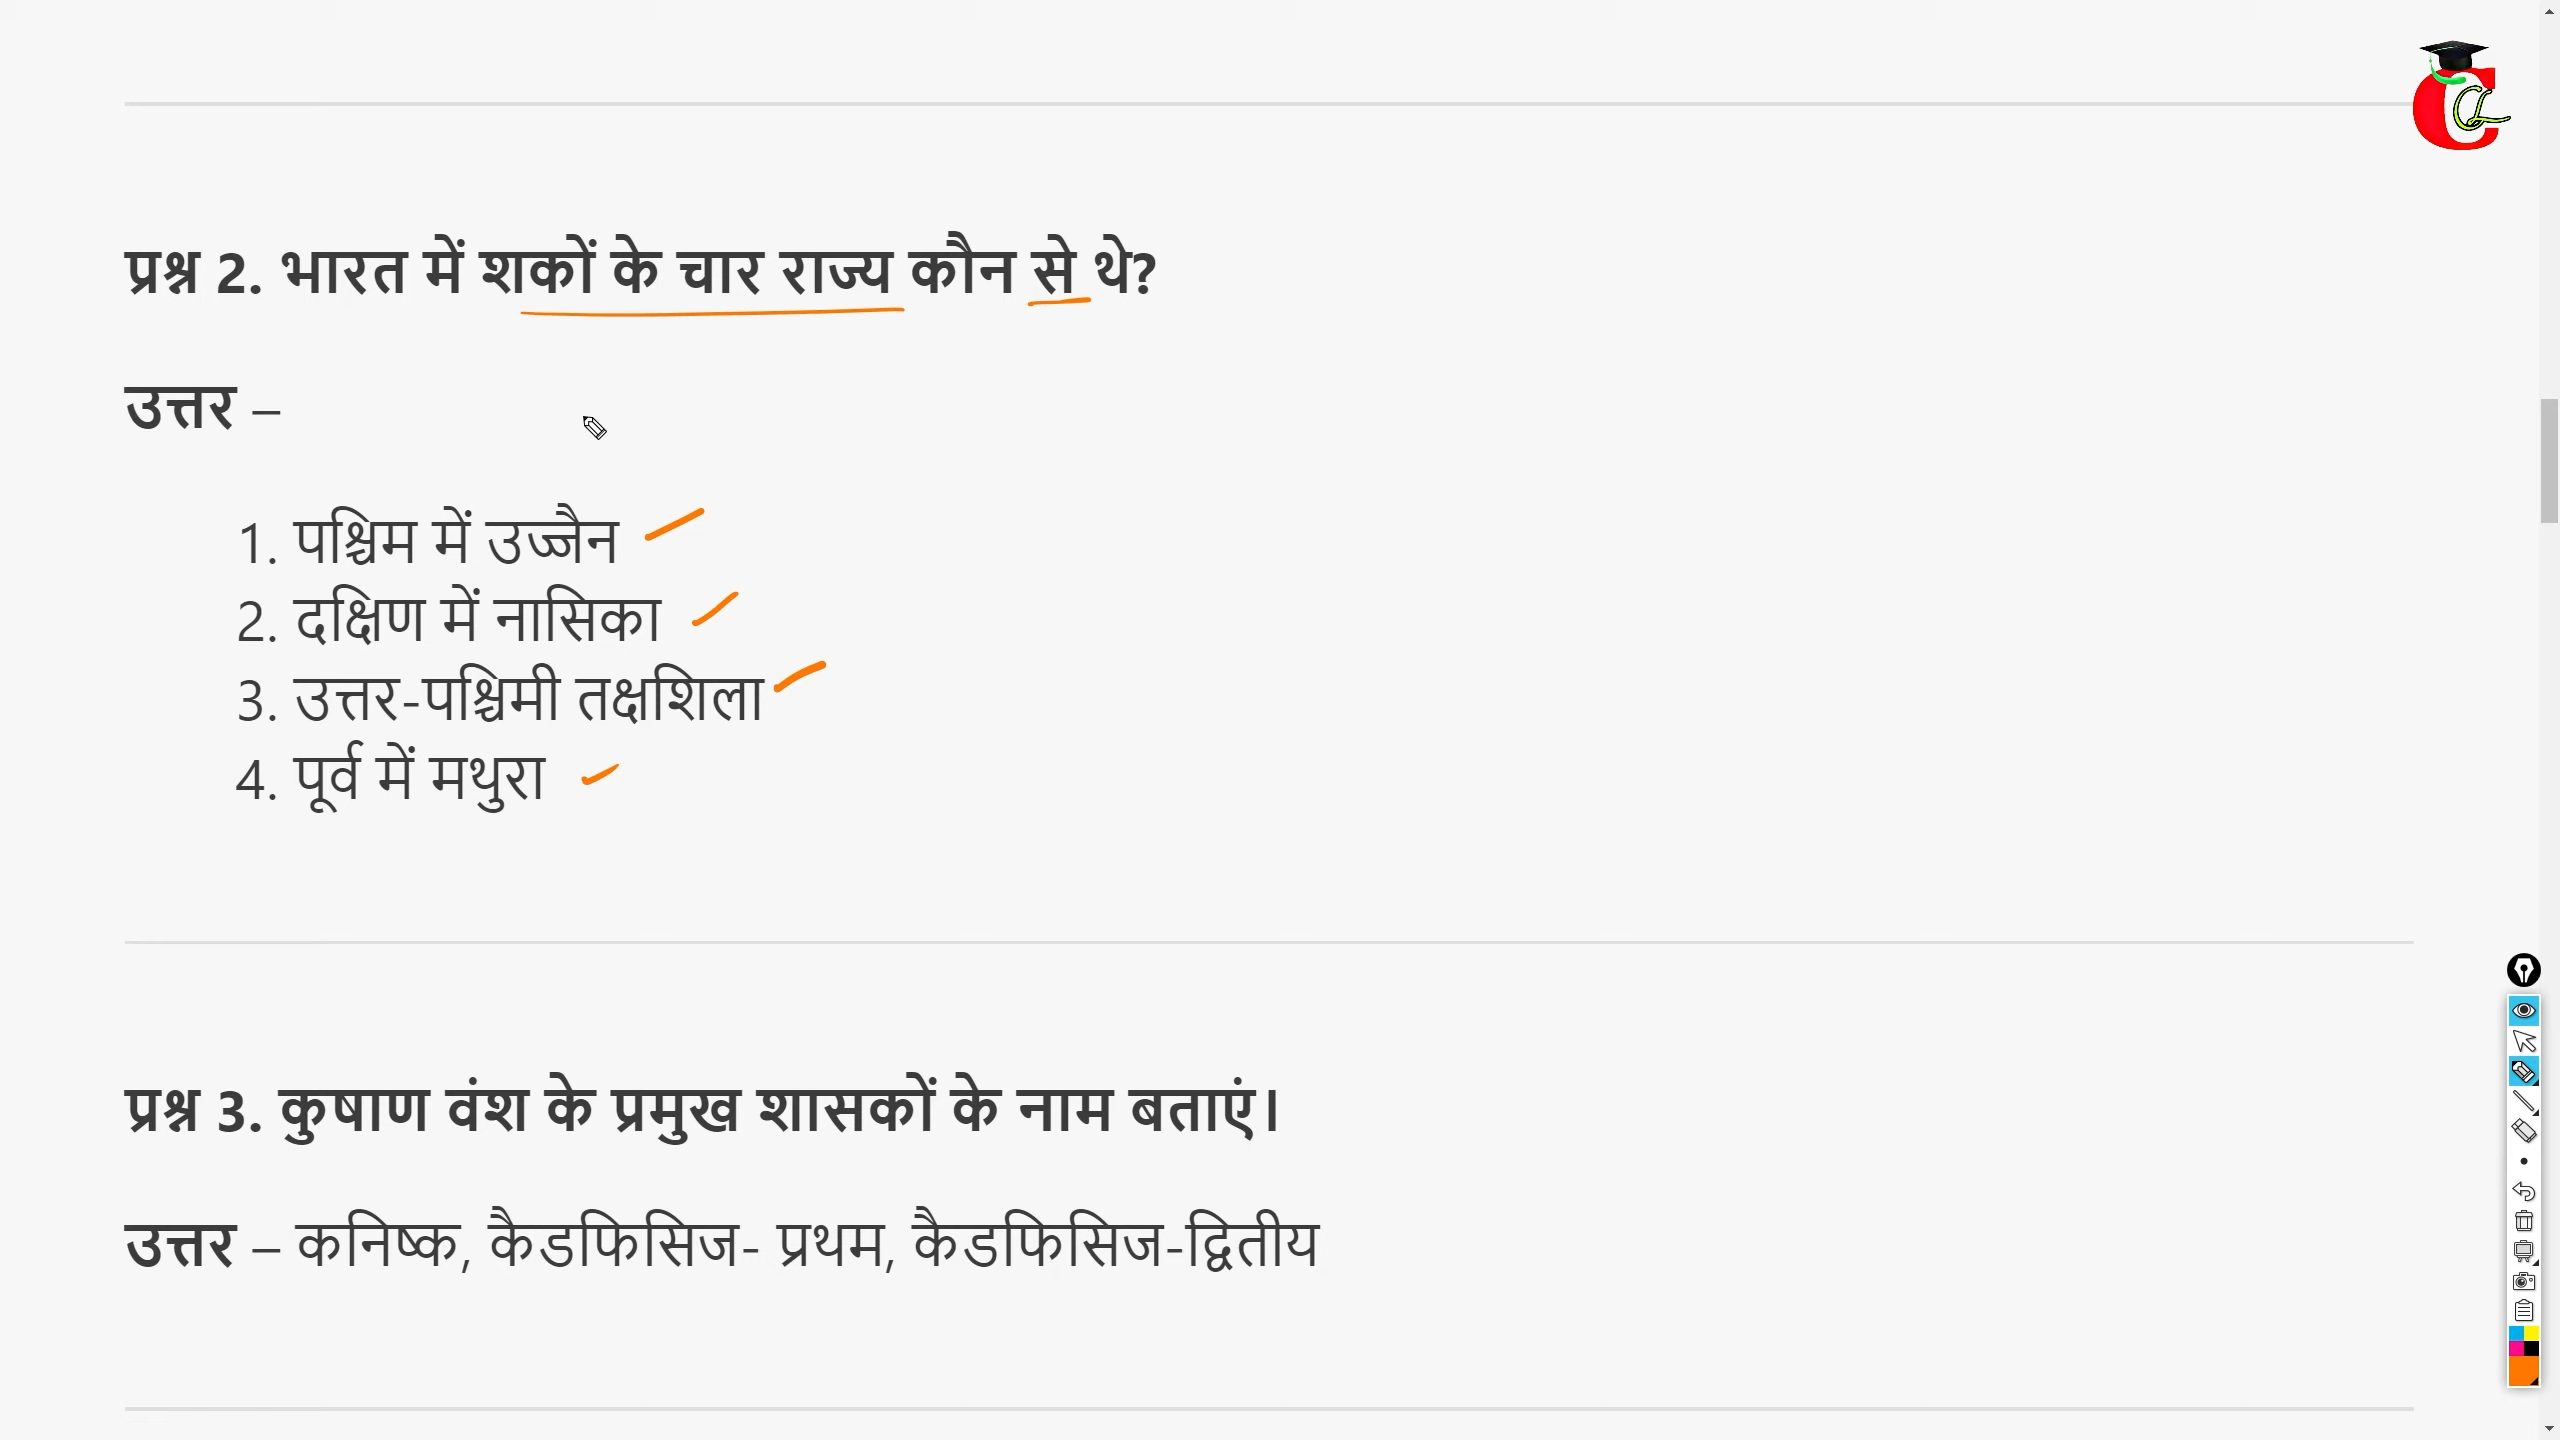 प्रश्न 2. भारत में शकों के चार राज्य कौन से थे?
उत्तर –
1. पश्चिम में उज्जैन
2. दक्षिण में नासिका
3. उत्तर-पश्चिमी तक्षशिला
4. पूर्व में मथुरा
प्रश्न 3. कुषाण वंश के प्रमुख शासकों के नाम बताएं।
उत्तर – कनिष्क, कैडफिसिज- प्रथम, कैडफिसिज-द्वितीय